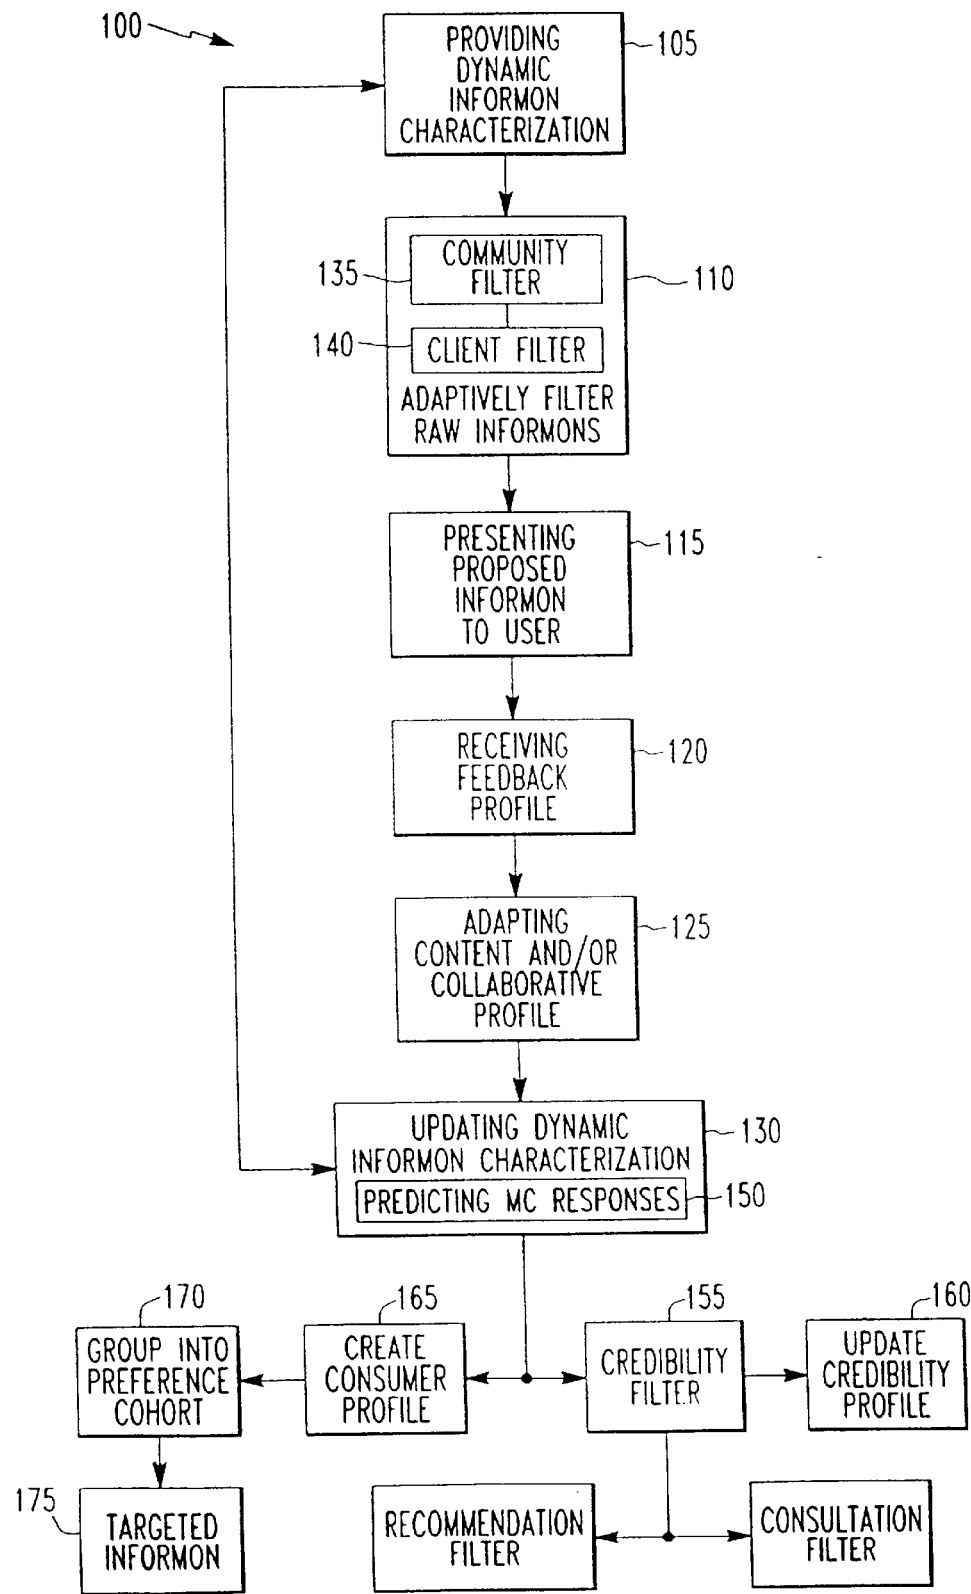 100
PROVIDING
DYNAMIC
INFORMON
CHARACTERIZATION
105
COMMUNITY
FILTER
135
110
140
CLIENT FILTER
ADAPTIVELY FILTER
RAW INFORMONS
PRESENTING
PROPOSED
INFORMON
TO USER
115
RECEIVING
FEEDBACK
PROFILE
120
ADAPTING
CONTENT AND/OR
COLLABORATIVE
PROFILE
125
UPDATING DYNAMIC
INFORMON CHARACTERIZATION
130
PREDICTING MC RESPONSES
150
170
GROUP INTO
PREFERENCE
COHORT
165
CREATE
CONSUMER
PROFILE
155
CREDIBILITY
FILTER
160
UPDATE
CREDIBILITY
PROFILE
175
TARGETED
INFORMON
RECOMMENDATION
FILTER
CONSULTATION
FILTER